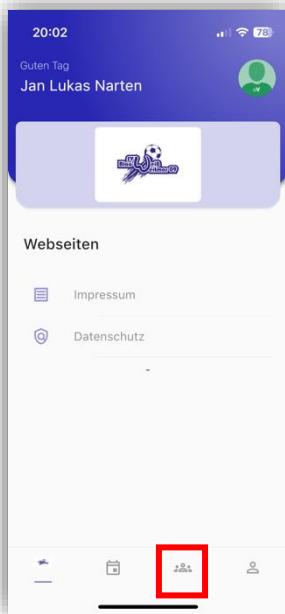 20:02
78
Guten Tag
Jan Lukas Narten
Webseiten
Impressum
Datenschutz
-